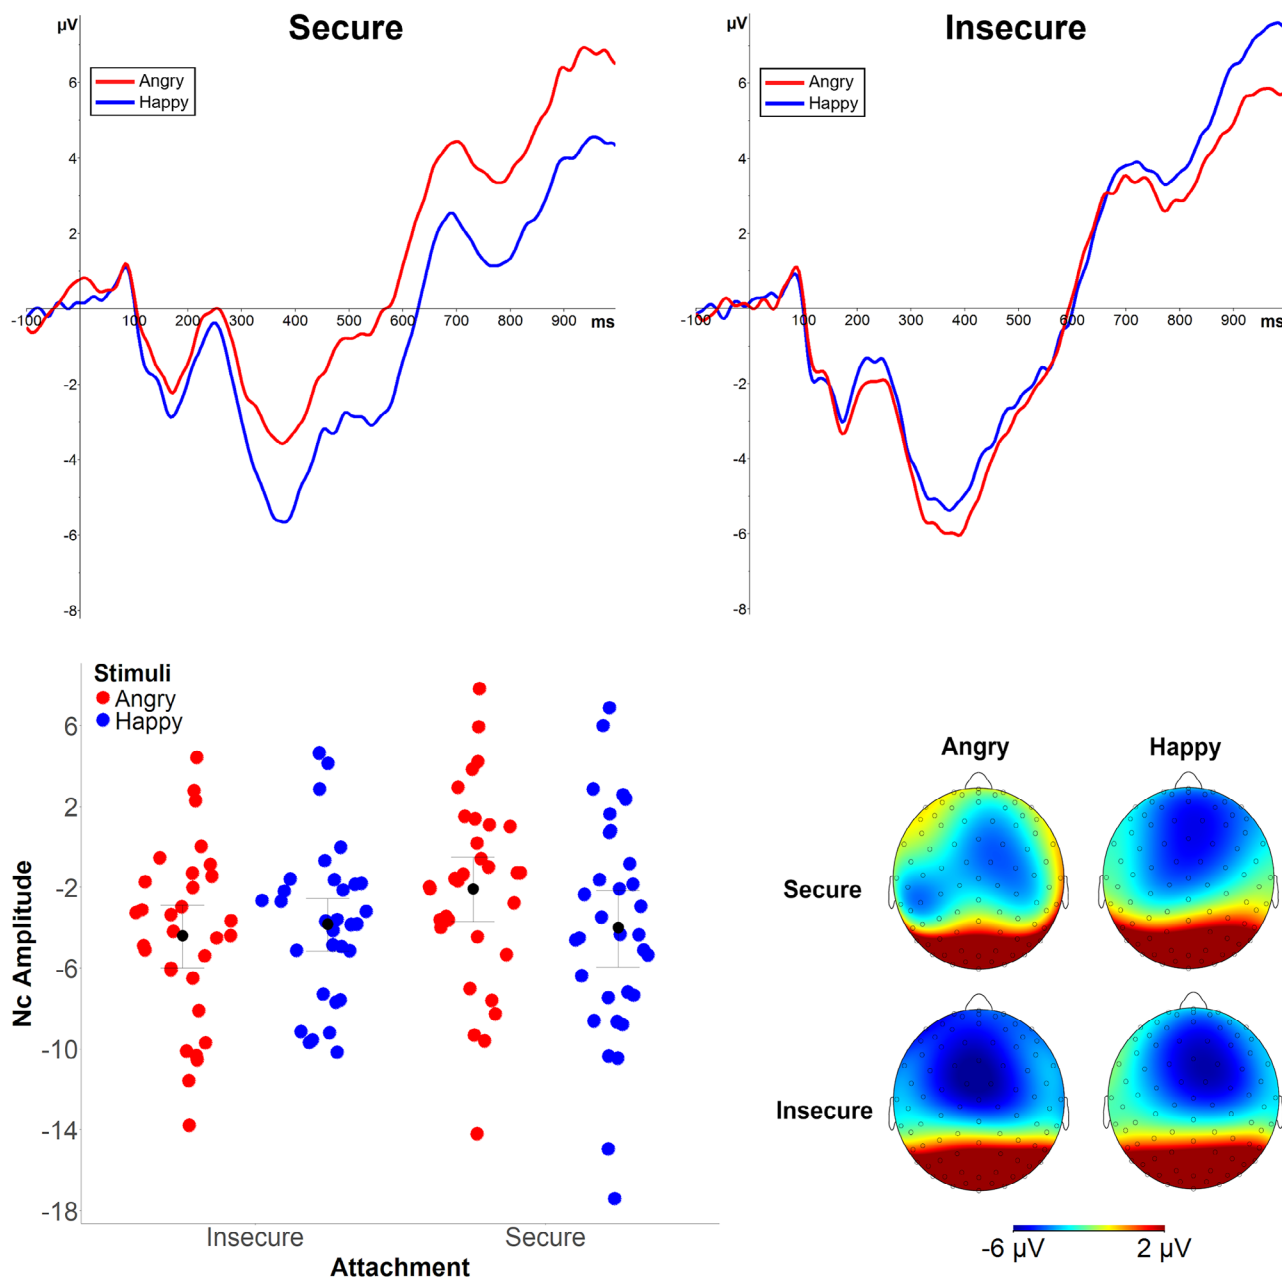 Secure
µV
Angry
Happy
6
4
2
-2
-4
-6
-8
-100 100 200 300 400 500 600 700 800 900 ms
Insecure
µV
Angry
Happy
6
4
2
-2
-4
-6
-8
-100 100 200 300 400 500 600 700 800 900 ms
Stimuli
Angry
Happy
Nc Amplitude
6
2
-2
-6
-10
-14
-18
Insecure Secure
Attachment
Angry Happy
Secure
Insecure
-6 µV 2 µV